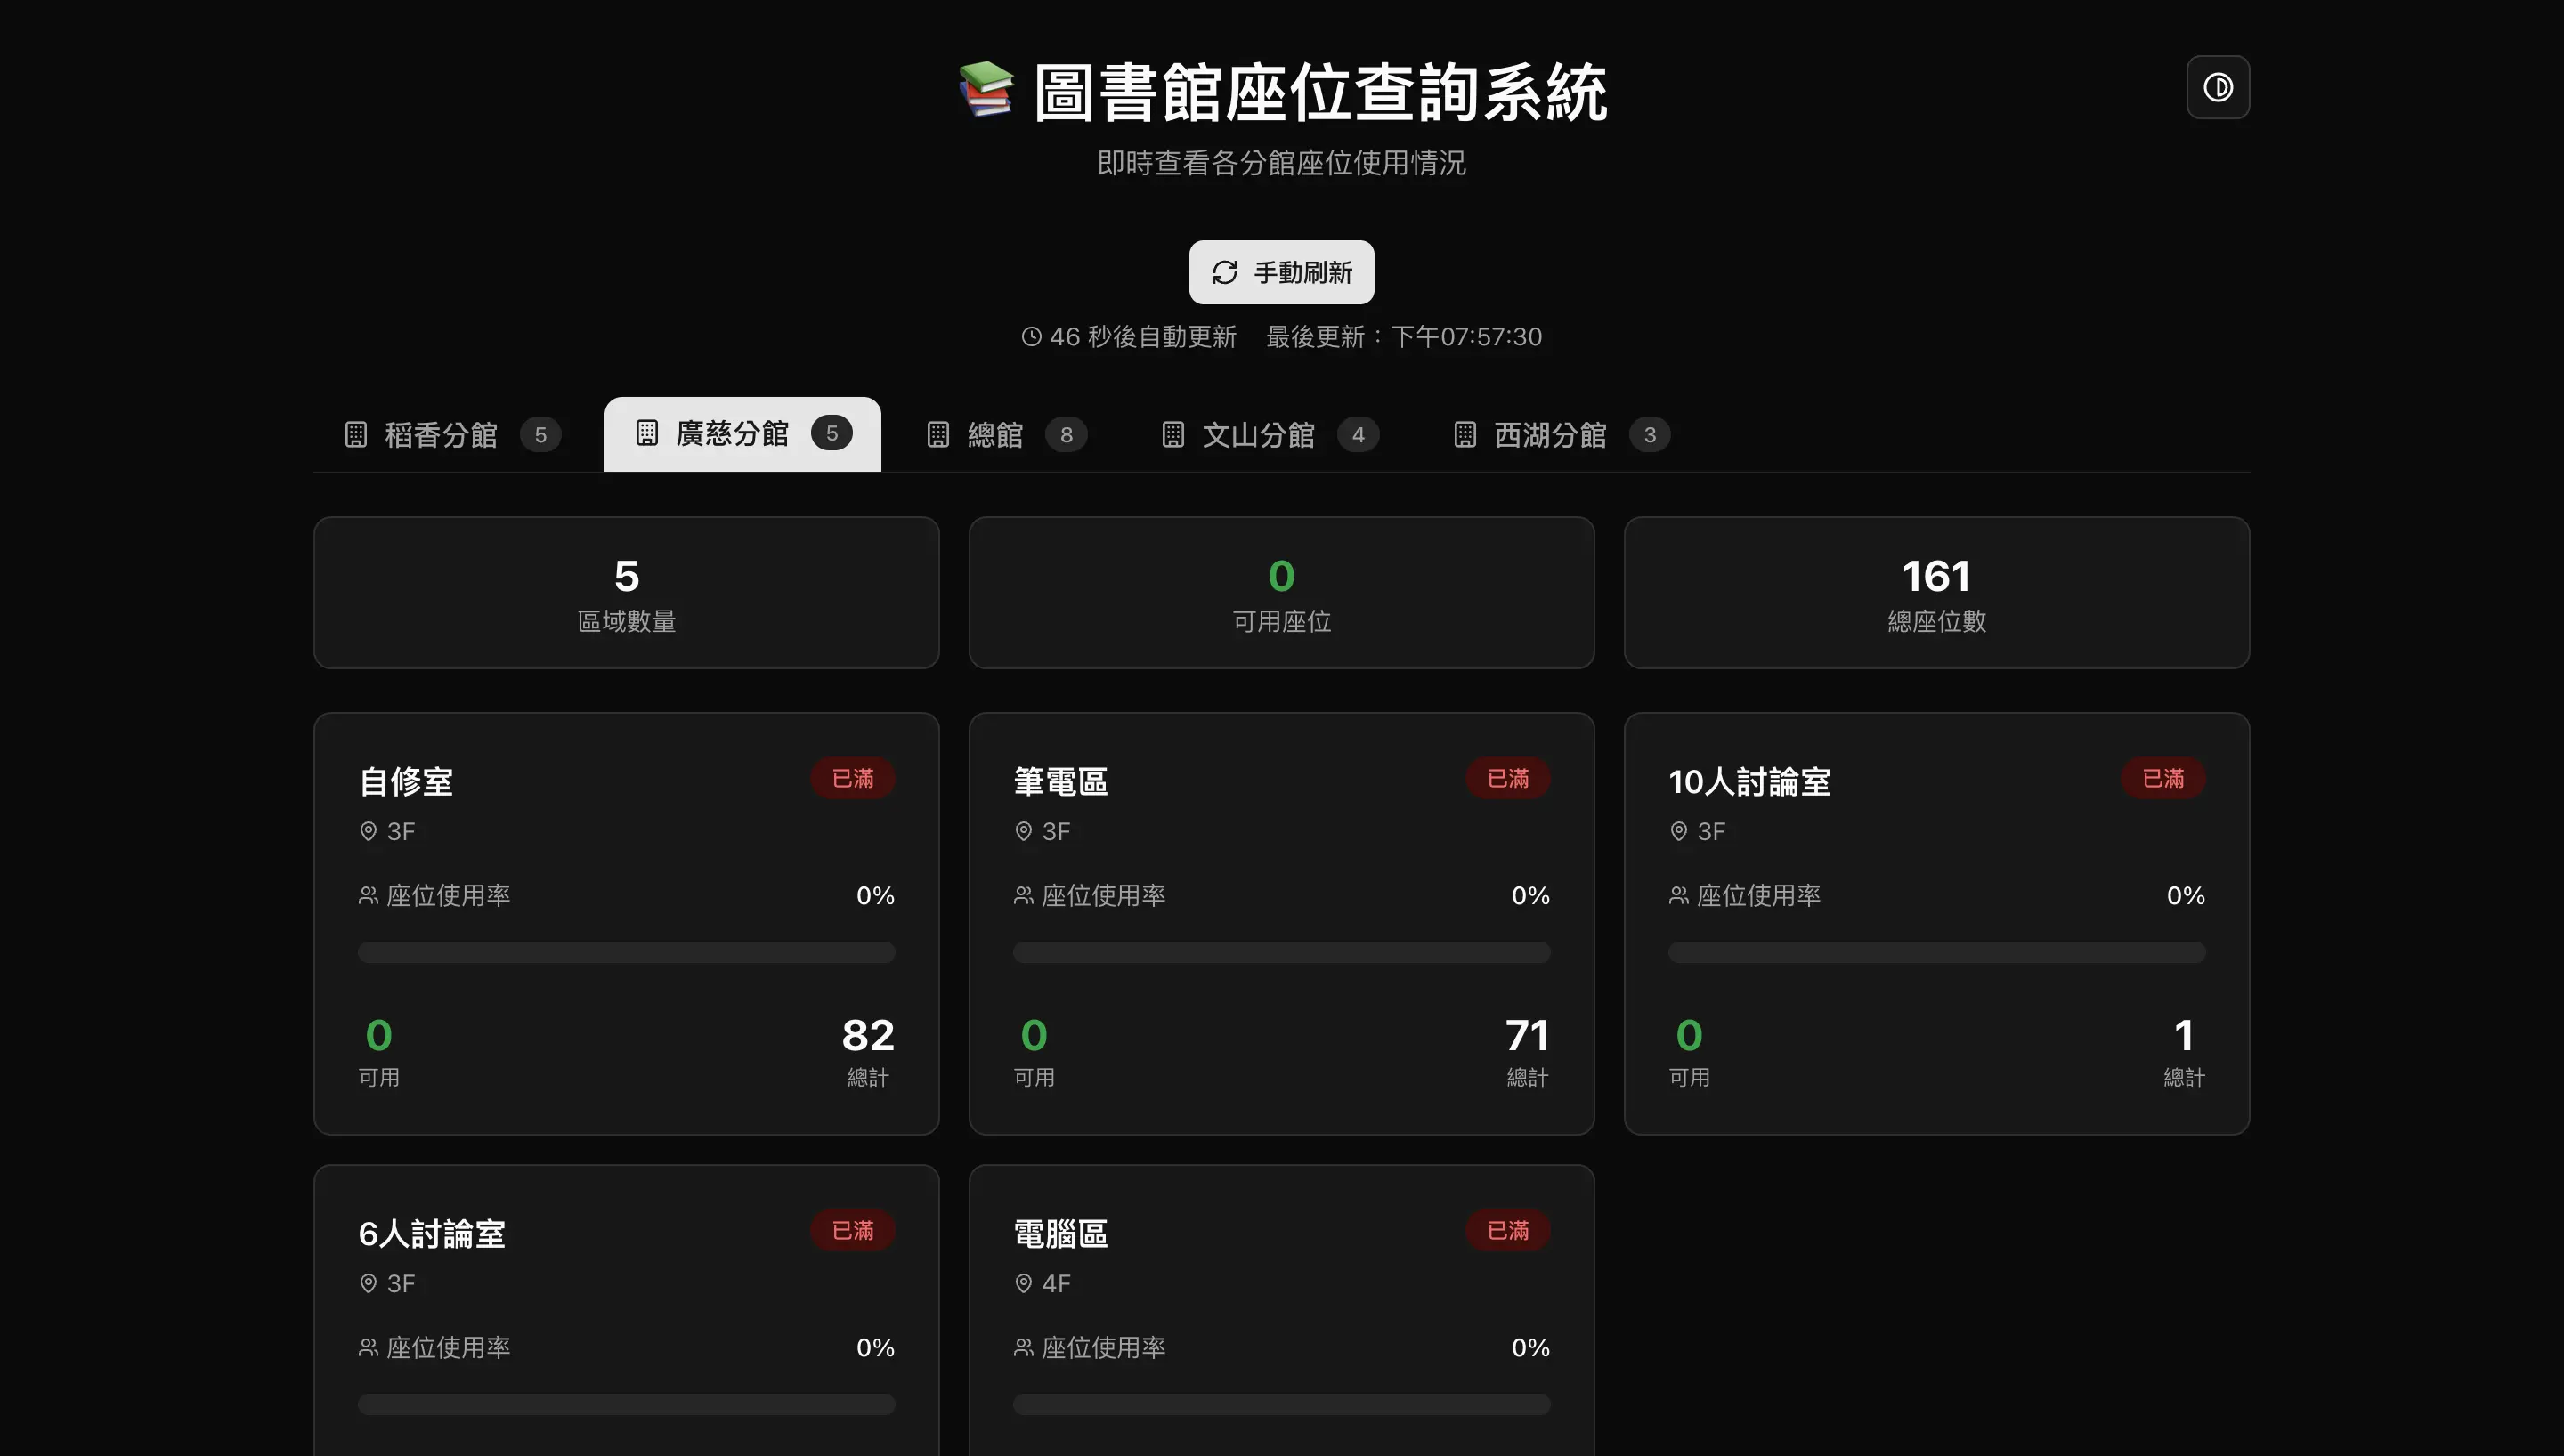 圖書館座位查詢系統
即時查看各分館座位使用情況
手動刷新
46 秒後自動更新 最後更新：下午07:57:30
稻香分館 5 廣慈分館 5 總館 8 文山分館 4 西湖分館 3
5
區域數量
0
可用座位
161
總座位數
自修室 已滿
3F
座位使用率 0%
0 82
可用 總計
筆電區 已滿
3F
座位使用率 0%
0 71
可用 總計
10人討論室 已滿
3F
座位使用率 0%
0 1
可用 總計
6人討論室 已滿
3F
座位使用率 0%
電腦區 已滿
4F
座位使用率 0%